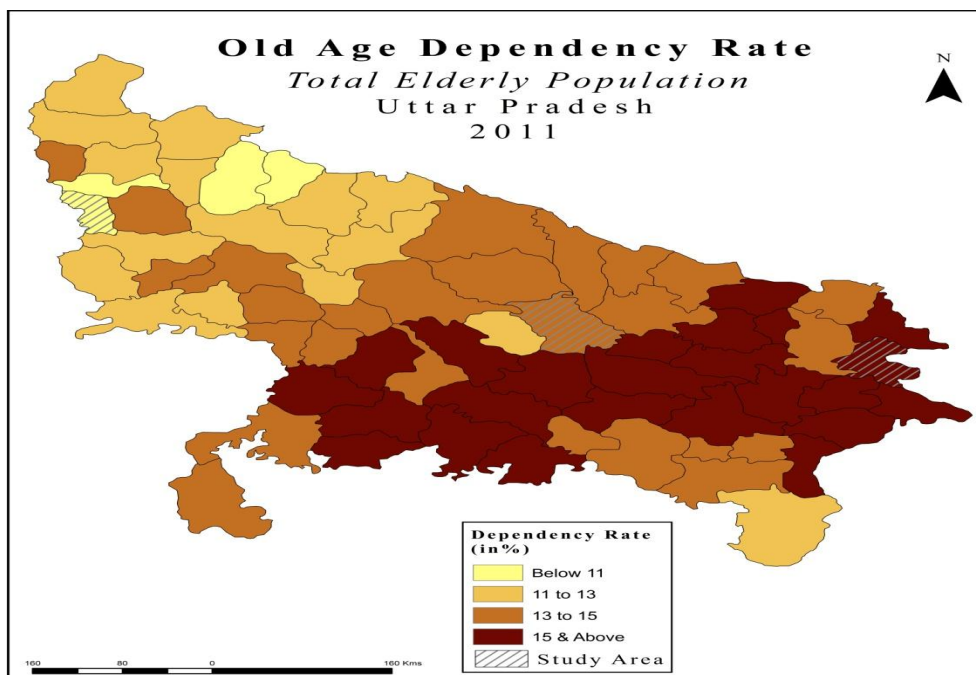 Old Age Dependency Rate
Total Elderly Population
Uttar Pradesh
2011
N
Dependency Rate
(in%)
Below 11
11 to 13
13 to 15
15 & Above
Study Area
160 80 0 160 Kms